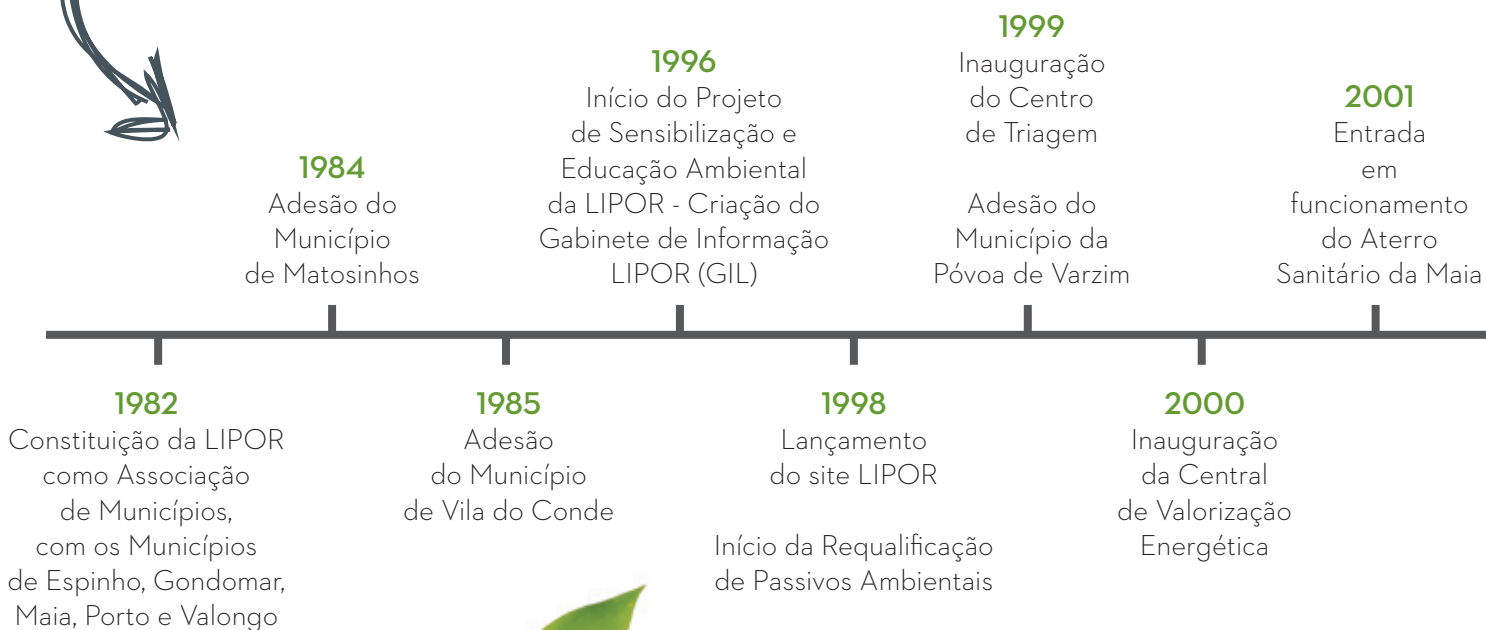 1982
Constituição da LIPOR
como Associação
de Municípios,
com os Municípios
de Espinho, Gondomar,
Maia, Porto e Valongo
1984
Adesão do
Município
de Matosinhos
1985
Adesão
do Município
de Vila do Conde
1996
Início do Projeto
de Sensibilização e
Educação Ambiental
da LIPOR - Criação do
Gabinete de Informação
LIPOR (GIL)
1998
Lançamento
do site LIPOR
Início da Requalificação
de Passivos Ambientais
1999
Inauguração
do Centro
de Triagem
Adesão do
Município da
Póvoa de Varzim
2000
Inauguração
da Central
de Valorização
Energética
2001
Entrada
em
funcionamento
do Aterro
Sanitário da Maia